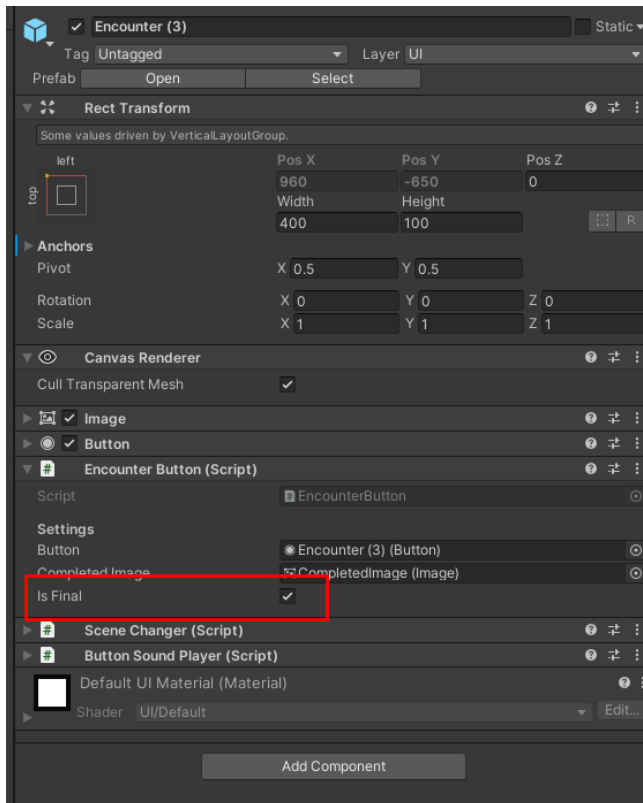 Encounter (3) Static
Tag Untagged Layer UI
Prefab Open Select
Rect Transform
Some values driven by VerticalLayoutGroup.
left Pos X Pos Y Pos Z
top 960 -650 0
Width Height
400 100 R
Anchors
Pivot X 0.5 Y 0.5
Rotation X 0 Y 0 Z 0
Scale X 1 Y 1 Z 1
Canvas Renderer
Cull Transparent Mesh
Image
Button
# Encounter Button (Script)
Script # EncounterButton
Settings
Button Encounter (3) (Button)
Completed Image CompletedImage (Image)
Is Final
# Scene Changer (Script)
# Button Sound Player (Script)
Default UI Material (Material)
Shader UI/Default Edit...
Add Component